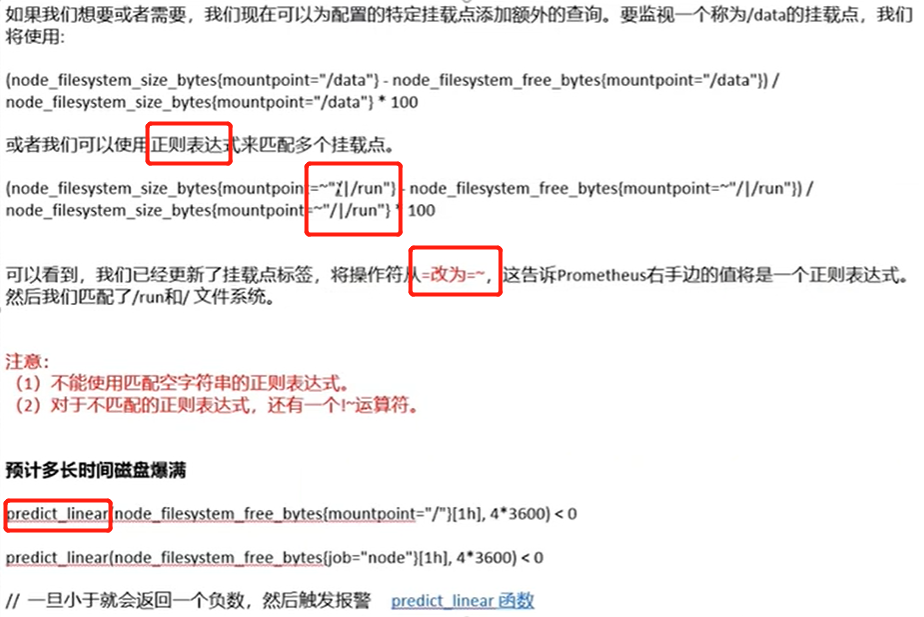 如果我们想要或者需要，我们现在可以为配置的特定挂载点添加额外的查询。要监视一个称为/data的挂载点，我们
将使用:
(node_filesystem_size_bytes{mountpoint="/data"} - node_filesystem_free_bytes{mountpoint="/data"}) /
node_filesystem_size_bytes{mountpoint="/data"} * 100
或者我们可以使用正则表达式来匹配多个挂载点。
(node_filesystem_size_bytes{mountpoint=~"/|/run"} - node_filesystem_free_bytes{mountpoint=~"/|/run"}) /
node_filesystem_size_bytes{mountpoint=~"/|/run"} * 100
可以看到，我们已经更新了挂载点标签，将操作符从=改为=~，这告诉Prometheus右手边的值将是一个正则表达式。
然后我们匹配了/run和/ 文件系统。
注意:
（1）不能使用匹配空字符串的正则表达式。
（2）对于不匹配的正则表达式，还有一个!~运算符。
预计多长时间磁盘爆满
predict_linear(node_filesystem_free_bytes{mountpoint="/"}[1h], 4*3600) < 0
predict_linear(node_filesystem_free_bytes{job="node"}[1h], 4*3600) < 0
// 一旦小于就会返回一个负数，然后触发报警 predict_linear 函数